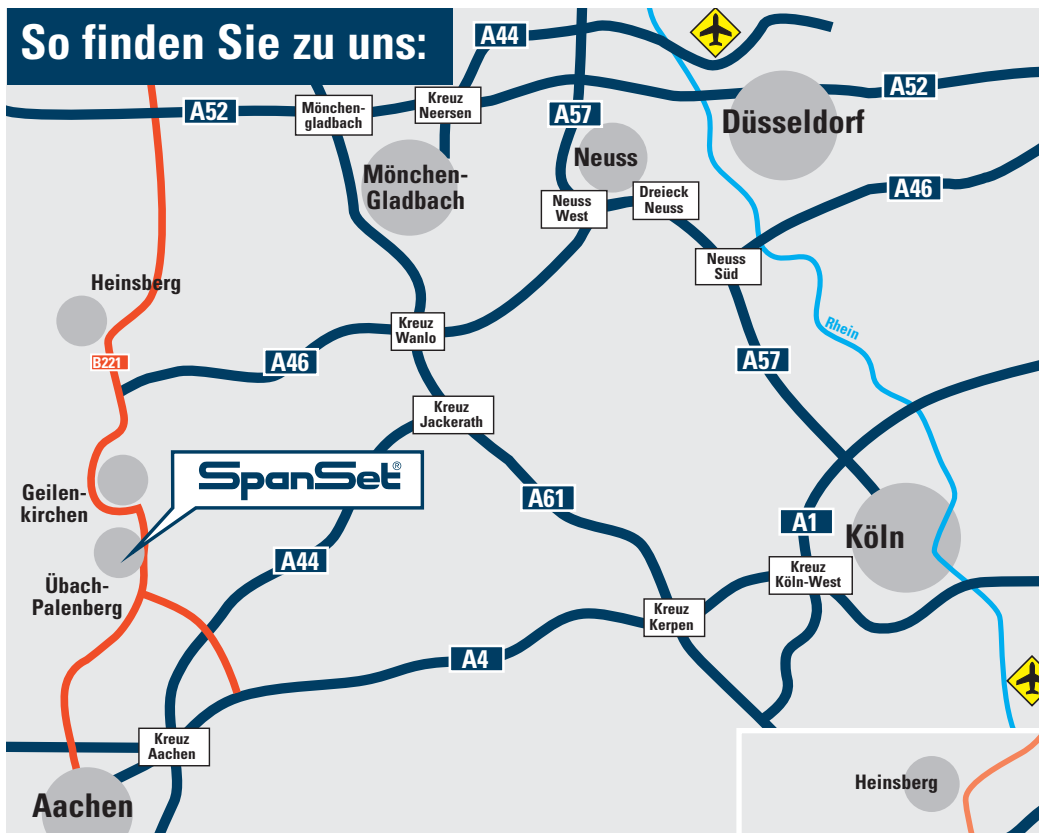 So finden Sie zu uns:
A44
A52
Mönchen-
gladbach
Kreuz
Neersen
A57
A52
Düsseldorf
Neuss
Mönchen-
Gladbach
Dreieck
Neuss
A46
Neuss
West
Neuss
Süd
Heinsberg
Rhein
Kreuz
Wanlo
B221
A46
A57
Kreuz
Jackerath
SpanSet®
Geilen-
kirchen
A61
A1
Köln
A44
Übach-
Palenberg
Kreuz
Köln-West
Kreuz
Kerpen
A4
Kreuz
Aachen
Aachen
Heinsberg